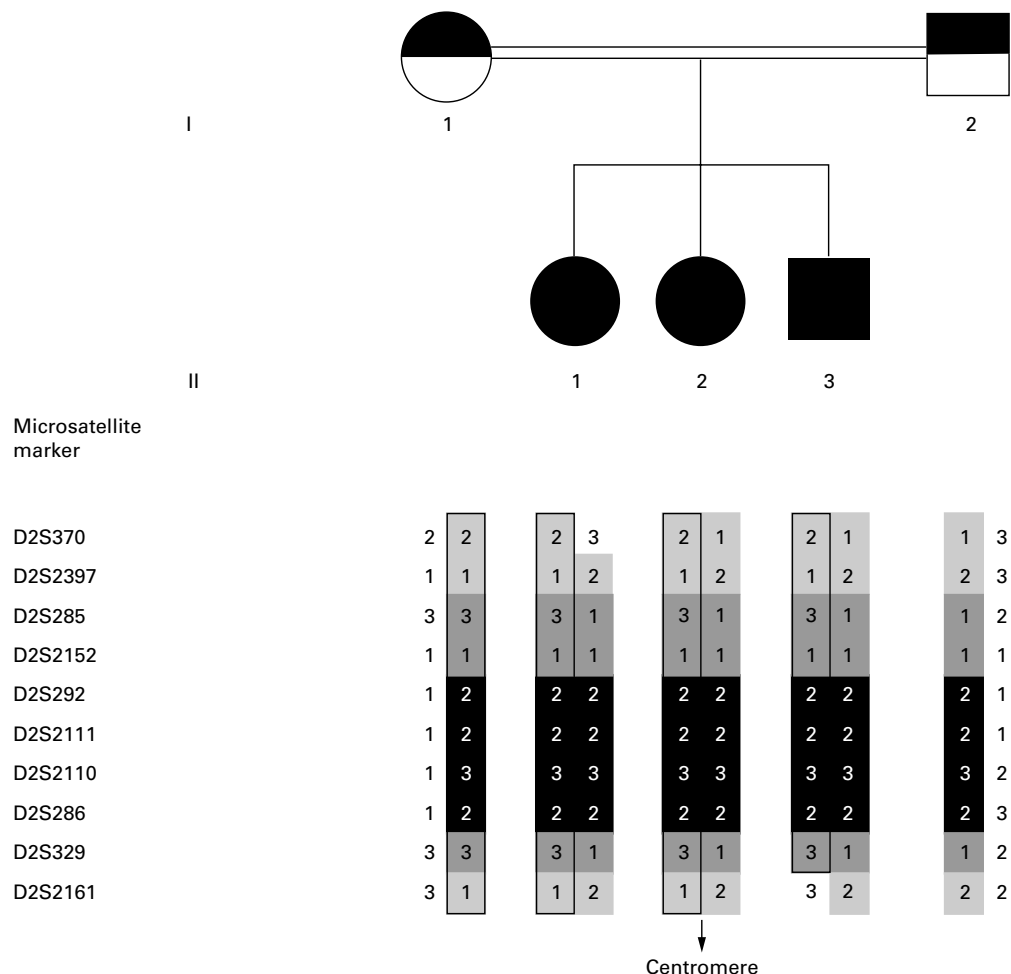 I 1 2
II 1 2 3
Microsatellite
marker
D2S370 2 2 2 3 2 1 2 1 1 3
D2S2397 1 1 1 2 1 2 1 2 2 3
D2S285 3 3 3 1 3 1 3 1 1 2
D2S2152 1 1 1 1 1 1 1 1 1 1
D2S292 1 2 2 2 2 2 2 2 2 1
D2S2111 1 2 2 2 2 2 2 2 2 1
D2S2110 1 3 3 3 3 3 3 3 3 2
D2S286 1 2 2 2 2 2 2 2 2 3
D2S329 3 3 3 1 3 1 3 1 1 2
D2S2161 3 1 1 2 1 2 3 2 2 2
Centromere